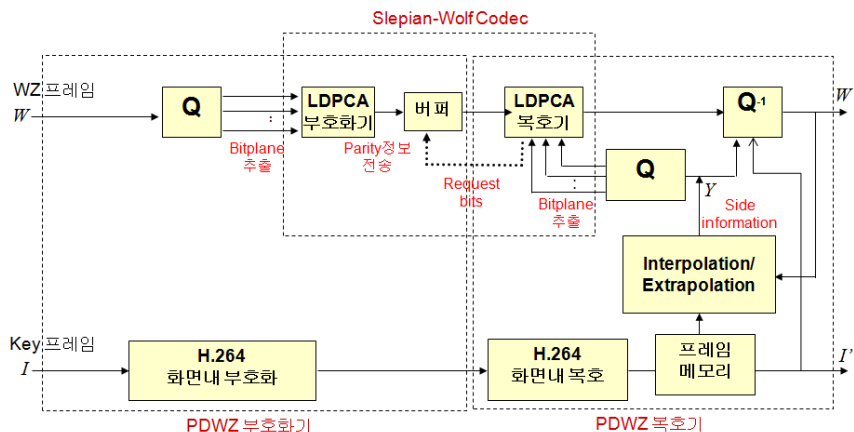 Slepian-Wolf Codec
WZ 프레임
W
Q
:
Bitplane
추출
LDPCA
부호화기
Parity정보
전송
버퍼
Request
bits
LDPCA
복호기
:
Bitplane
추출
Q
Y
Side
information
Q-1
W
Interpolation/
Extrapolation
Key 프레임
I
H.264
화면내 부호화
H.264
화면내 복호
프레임
메모리
I'
PDWZ 부호화기
PDWZ 복호기